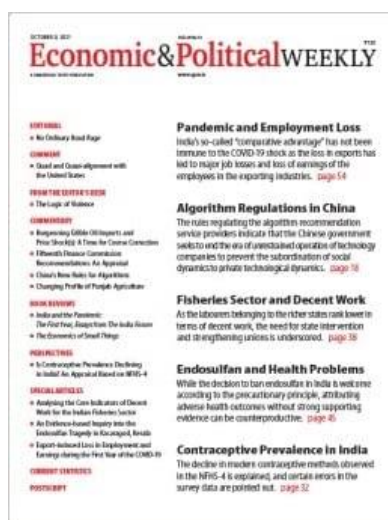 OCTOBER 9, 2021
Economic&PoliticalWEEKLY
EDITORIAL
No Ordinary Road Rage
COMMENT
Quad and Quasi-alignment with
the United States
FROM THE EDITOR'S DESK
The Logic of Violence
COMMENTARY
Burgeoning Edible Oil Imports and
Price Shock(s): A Time for Course Correction
Fifteenth Finance Commission
Recommendations: An Appraisal
China's New Rules for Algorithms
Changing Profile of Punjab Agriculture
BOOK REVIEWS
India and the Pandemic:
The First Year, Essays from The India Forum
The Economics of Small Things
PERSPECTIVES
Is Contraceptive Prevalence Declining
in India? An Appraisal Based on NFHS-4
SPECIAL ARTICLES
Analysing the Core Indicators of Decent
Work for the Indian Fisheries Sector
An Evidence-based Inquiry into the
Endosulfan Tragedy in Kasaragod, Kerala
Export-induced Loss in Employment and
Earnings during the First Year of the COVID-19
CURRENT STATISTICS
POSTSCRIPT
Pandemic and Employment Loss
India's so-called "comparative advantage" has not been
immune to the COVID-19 shock as the loss in exports has
led to major job losses and loss of earnings of the
employees in the exporting industries. page 54
Algorithm Regulations in China
The rules regulating the algorithm recommendation
service providers indicate that the Chinese government
seeks to end the era of unrestrained operation of technology
companies to prevent the subordination of social
dynamics to private technological dynamics. page 18
Fisheries Sector and Decent Work
As the labourers belonging to the richer states rank lower in
terms of decent work, the need for state intervention
and strengthening unions is underscored. page 38
Endosulfan and Health Problems
While the decision to ban endosulfan in India is welcome
according to the precautionary principle, attributing
adverse health outcomes without strong supporting
evidence can be counterproductive. page 45
Contraceptive Prevalence in India
The decline in modern contraceptive methods observed
in the NFHS-4 is explained, and certain errors in the
survey data are pointed out. page 32